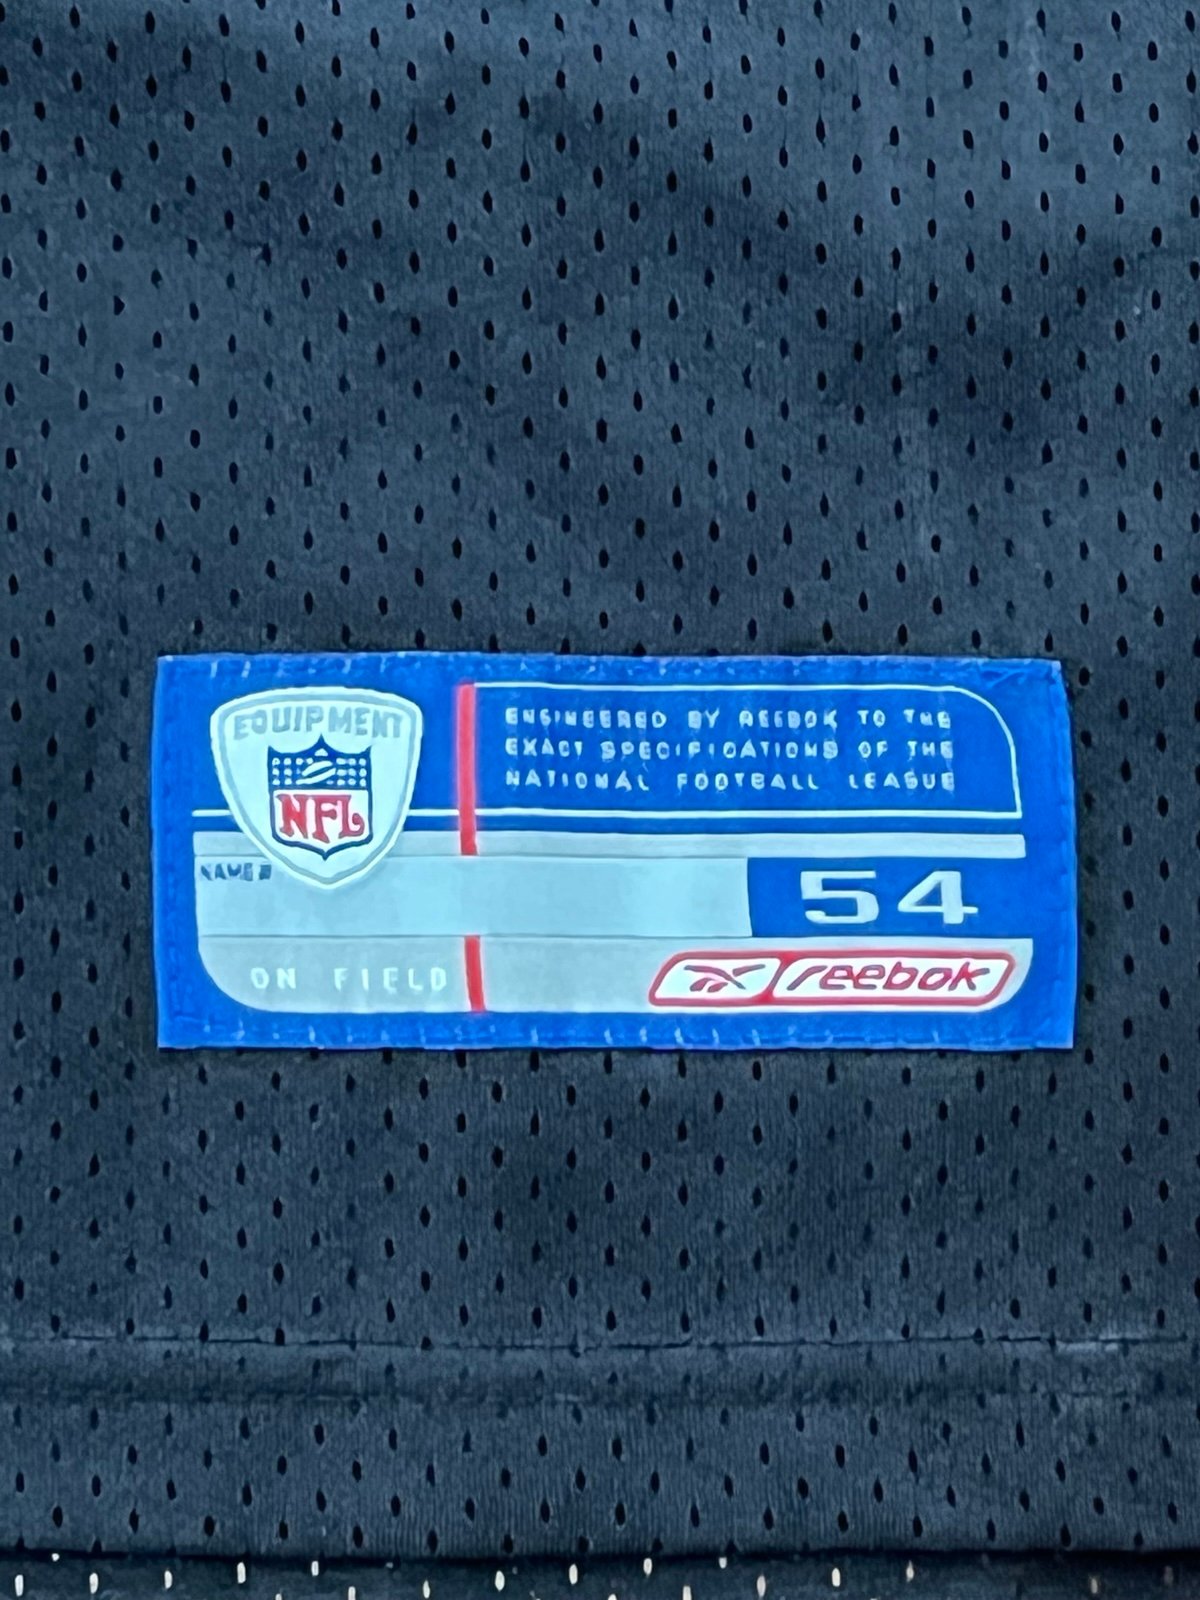 EQUIPMENT
NFL
ENGINEERED BY REEBOK TO THE
EXACT SPECIFICATIONS OF THE
NATIONAL FOOTBALL LEAGUE
NAME #
54
ON FIELD
reebok